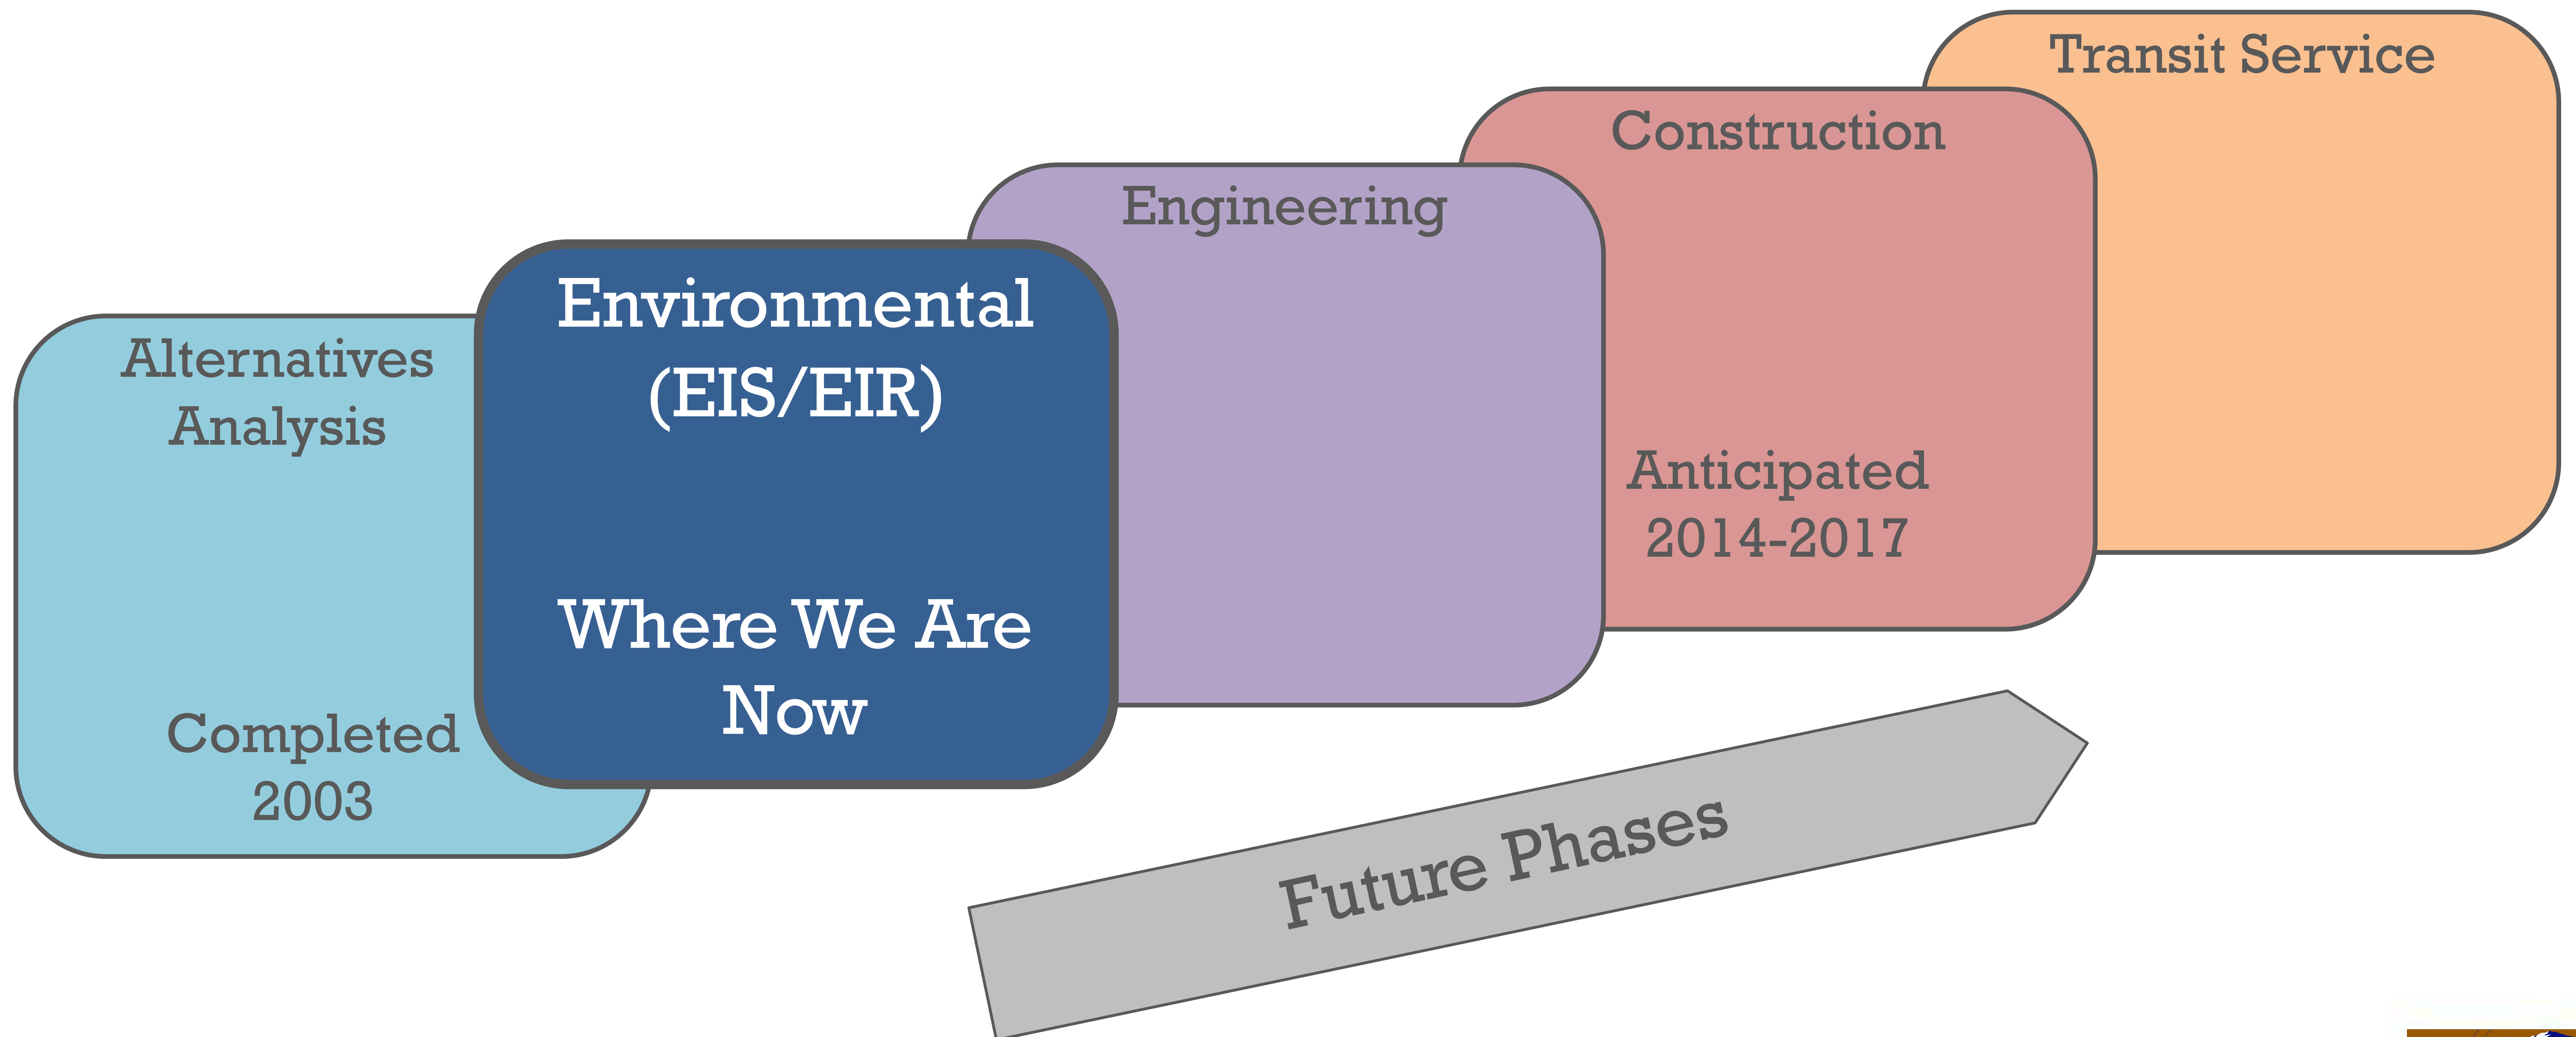 Alternatives
Analysis
Completed
2003
Environmental
(EIS/EIR)
Where We Are
Now
Engineering
Construction
Anticipated
2014-2017
Transit Service
Future Phases